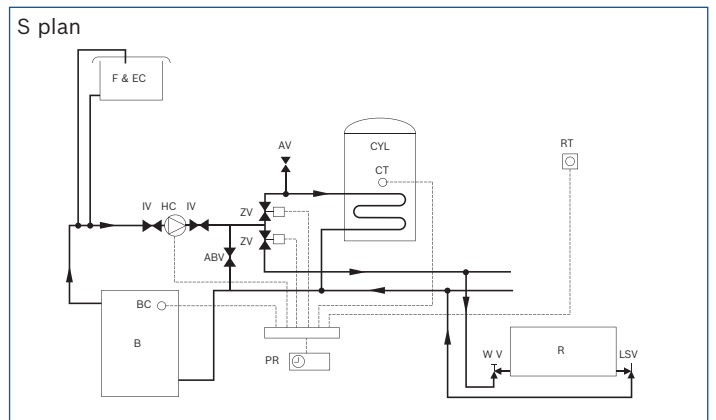 S plan
F & EC
AV
CYL
RT
CT
IV HC IV
ZV
ZV
ABV
BC
B
PR
W V
R
LSV